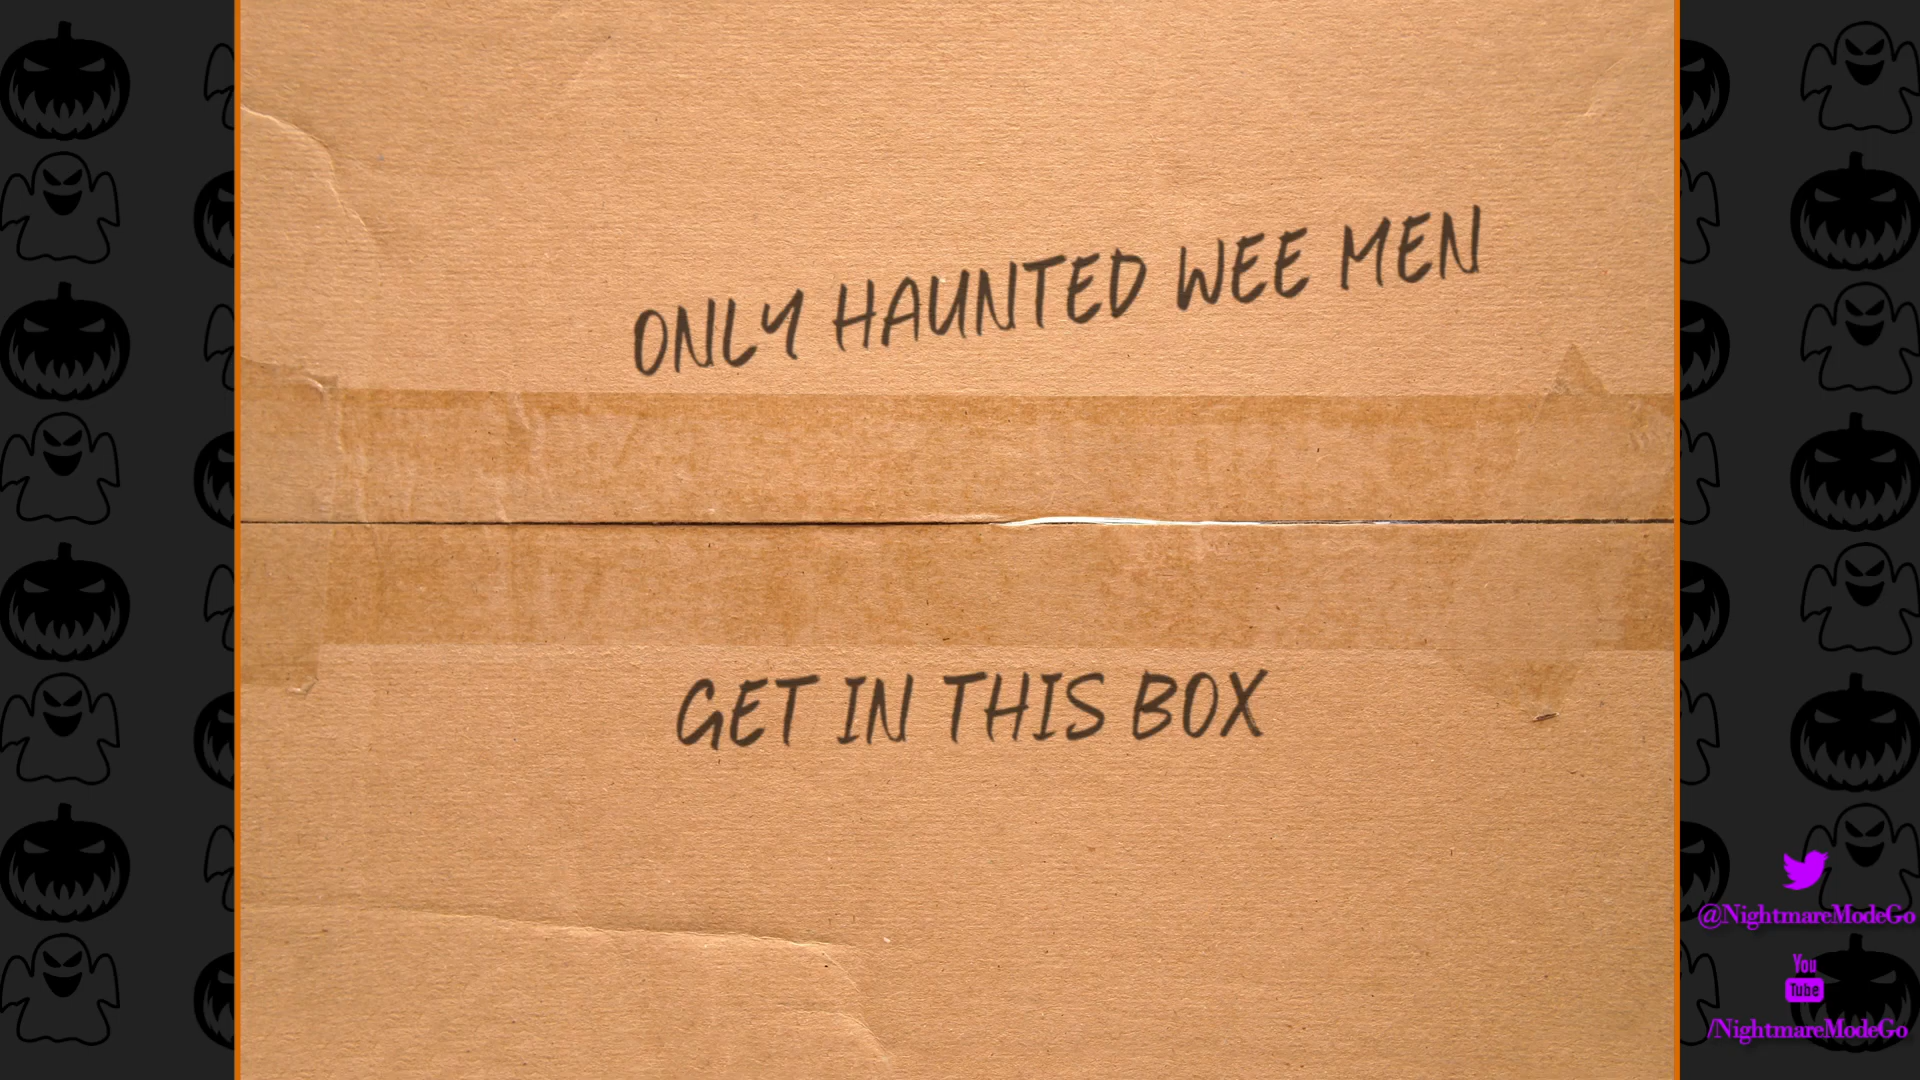 ONLY HAUNTED WEE MEN
GET IN THIS BOX
@NightmareModeGo
You
Tube
/NightmareModeGo